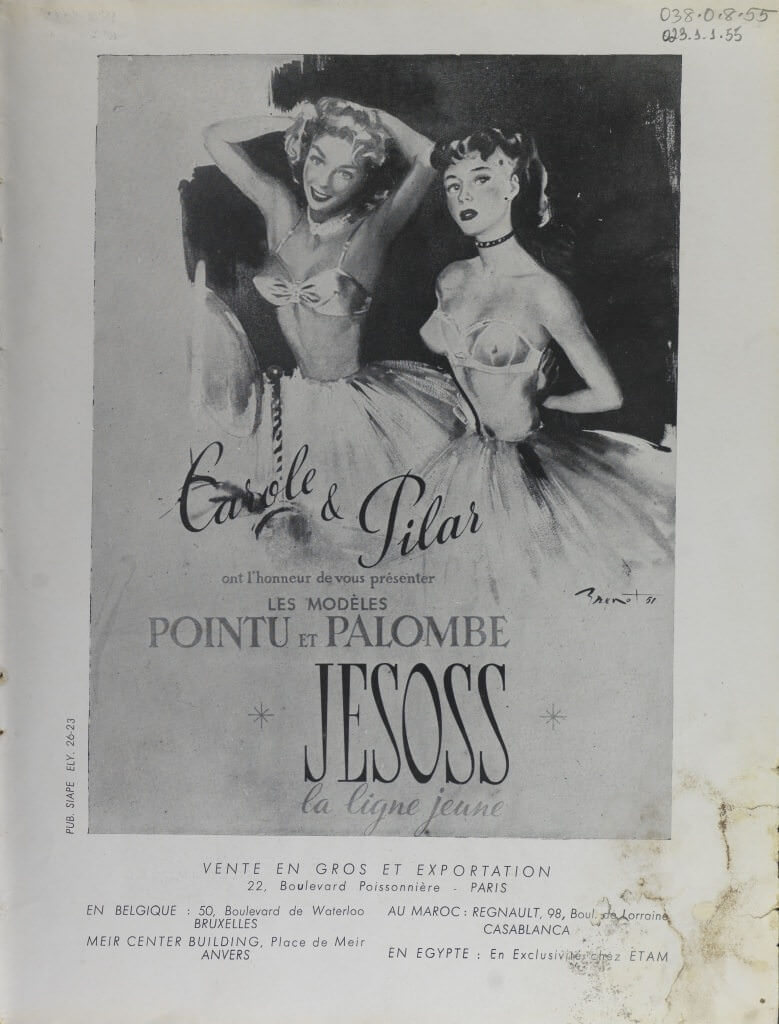 038.0.8.55
023.1.1.55
Carole & Pilar
ont l'honneur de vous présenter
LES MODÈLES
POINTU ET PALOMBE
JESOSS
la ligne jeune
Brenot 51
PUB. SIAPE ELY. 26-23
VENTE EN GROS ET EXPORTATION
22, Boulevard Poissonnière - PARIS
EN BELGIQUE : 50, Boulevard de Waterloo
BRUXELLES
MEIR CENTER BUILDING, Place de Meir
ANVERS
AU MAROC : REGNAULT, 98, Boul. de Lorraine
CASABLANCA
EN EGYPTE : En Exclusivité chez ETAM